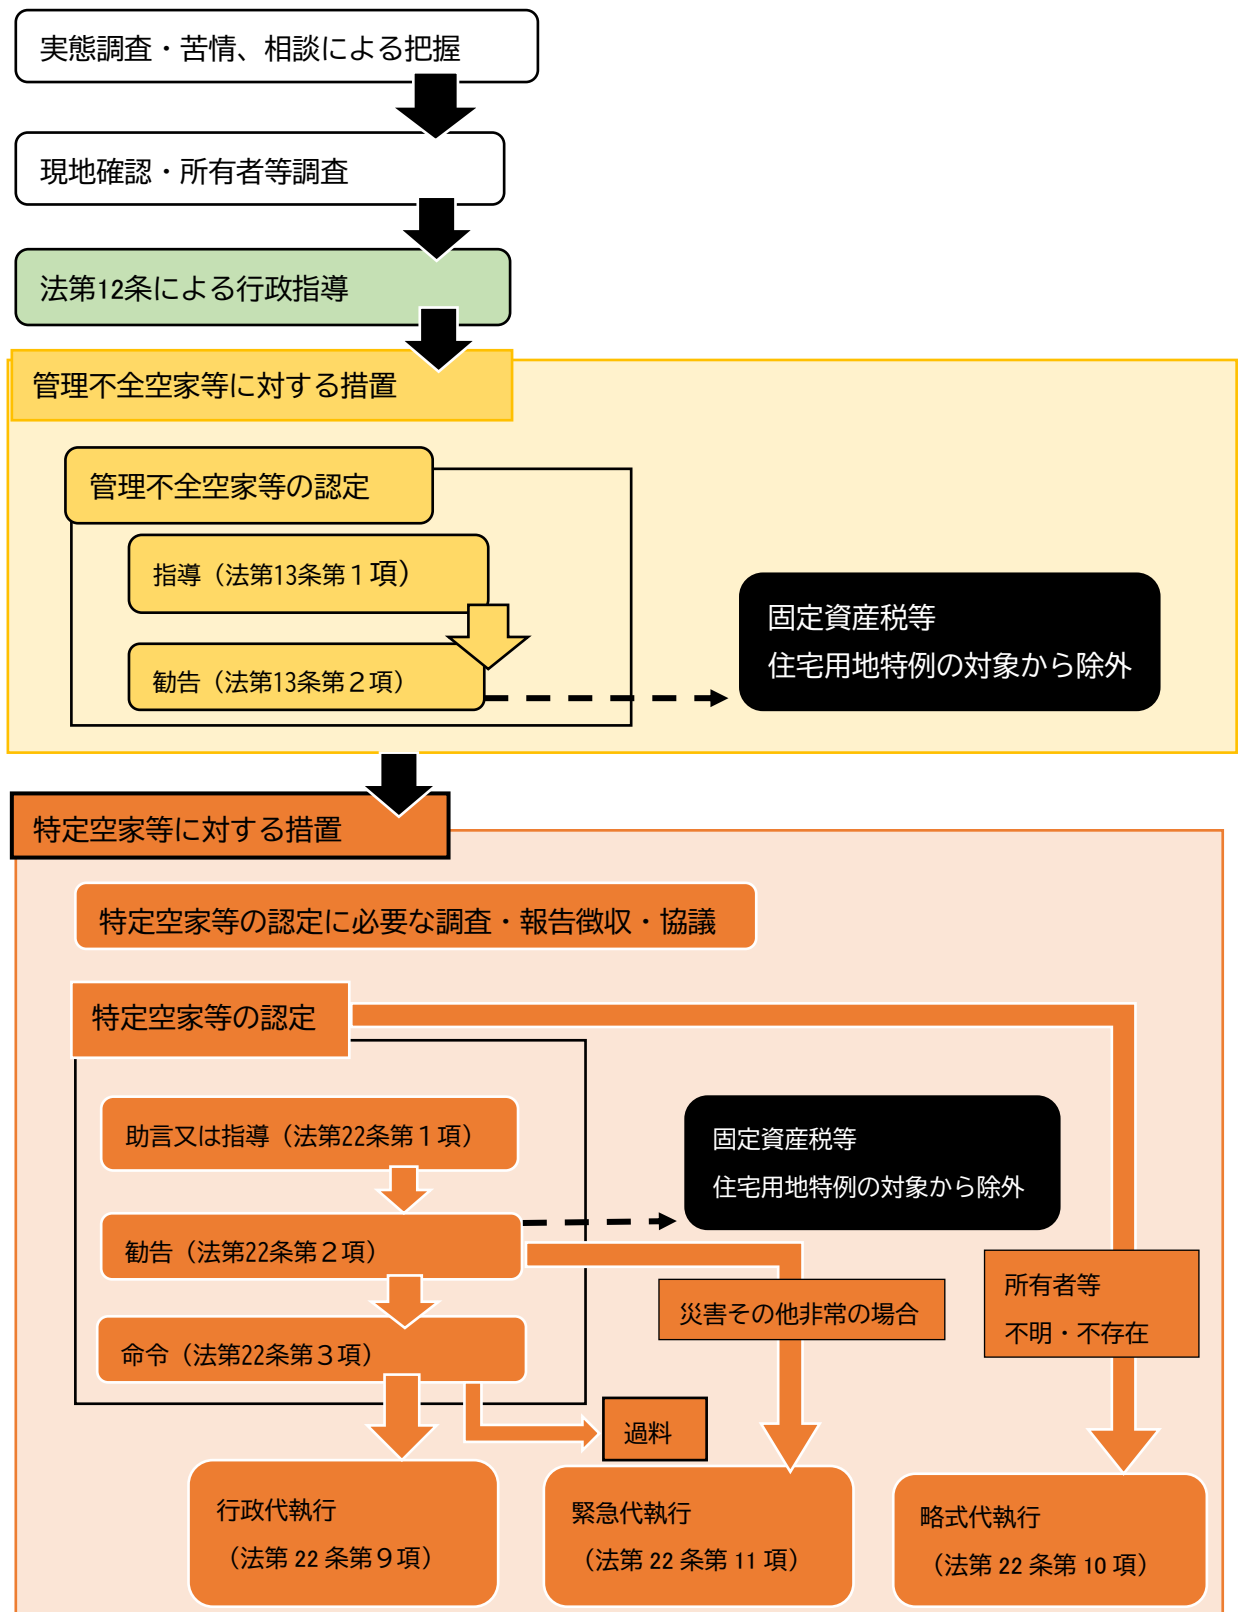 実態調査・苦情、相談による把握
現地確認・所有者等調査
法第12条による行政指導
管理不全空家等に対する措置
管理不全空家等の認定
指導（法第13条第１項）
勧告（法第13条第２項）
固定資産税等
住宅用地特例の対象から除外
特定空家等に対する措置
特定空家等の認定に必要な調査・報告徴収・協議
特定空家等の認定
助言又は指導（法第22条第１項）
勧告（法第22条第２項）
命令（法第22条第３項）
固定資産税等
住宅用地特例の対象から除外
災害その他非常の場合
所有者等
不明・不存在
過料
行政代執行
（法第 22 条第９項）
緊急代執行
（法第 22 条第 11 項）
略式代執行
（法第 22 条第 10 項）